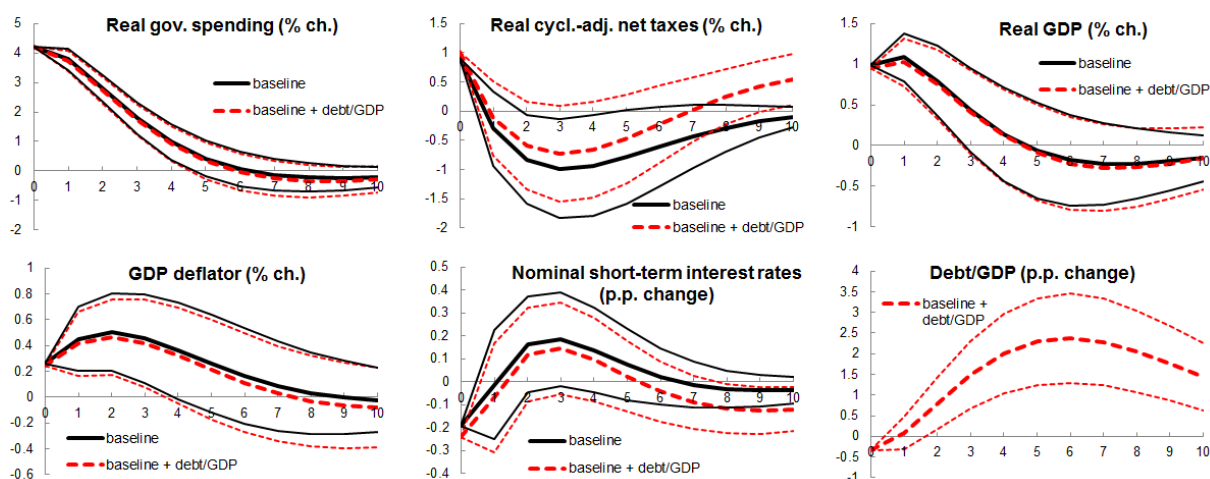 Real gov. spending (% ch.)
5
4
3
2
1
0
-1
-2
0 1 2 3 4 5 6 7 8 9 10
baseline
baseline + debt/GDP
Real cycl.-adj. net taxes (% ch.)
1.5
1
0.5
0
-0.5
-1
-1.5
-2
0 1 2 3 4 5 6 7 8 9 10
baseline
baseline + debt/GDP
Real GDP (% ch.)
1.5
1
0.5
0
-0.5
-1
0 1 2 3 4 5 6 7 8 9 10
baseline
baseline + debt/GDP
GDP deflator (% ch.)
1
0.8
0.6
0.4
0.2
0
-0.2
-0.4
-0.6
0 1 2 3 4 5 6 7 8 9 10
baseline
baseline + debt/GDP
Nominal short-term interest rates
(p.p. change)
0.5
0.4
0.3
0.2
0.1
0
-0.1
-0.2
-0.3
-0.4
0 1 2 3 4 5 6 7 8 9 10
baseline
baseline + debt/GDP
Debt/GDP (p.p. change)
4
3.5
3
2.5
2
1.5
1
0.5
0
-0.5
-1
0 1 2 3 4 5 6 7 8 9 10
baseline +
debt/GDP